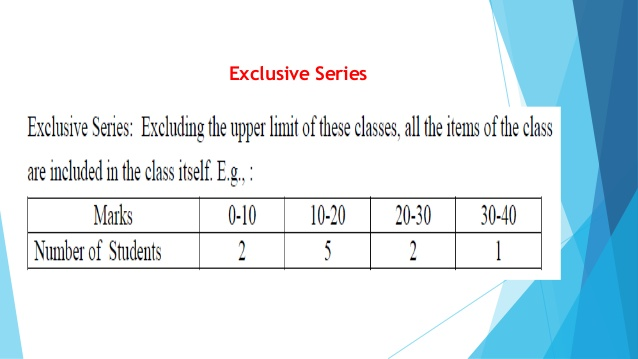 Exclusive Series
Exclusive Series: Excluding the upper limit of these classes, all the items of the class
are included in the class itself. E.g., :
Marks 0-10 10-20 20-30 30-40
Number of Students 2 5 2 1